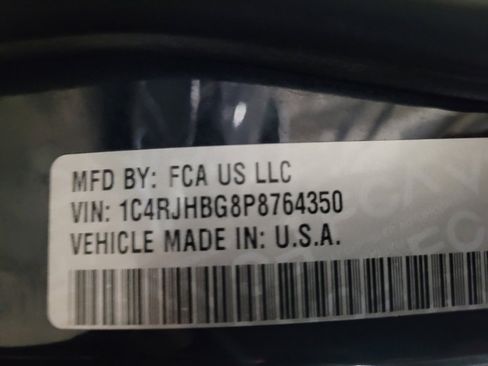 MFD BY: FCA US LLC
VIN: 1C4RJHBG8P8764350
VEHICLE MADE IN: U.S.A.